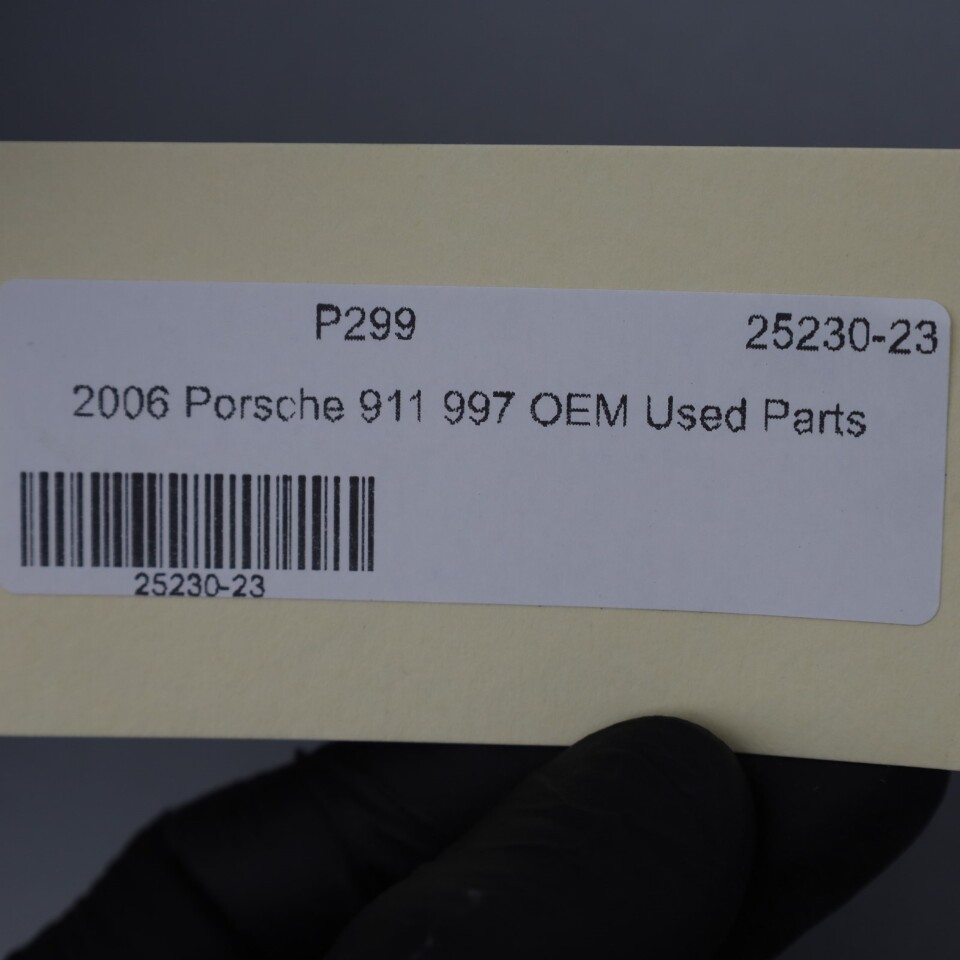 P299 25230-23
2006 Porsche 911 997 OEM Used Parts
25230-23